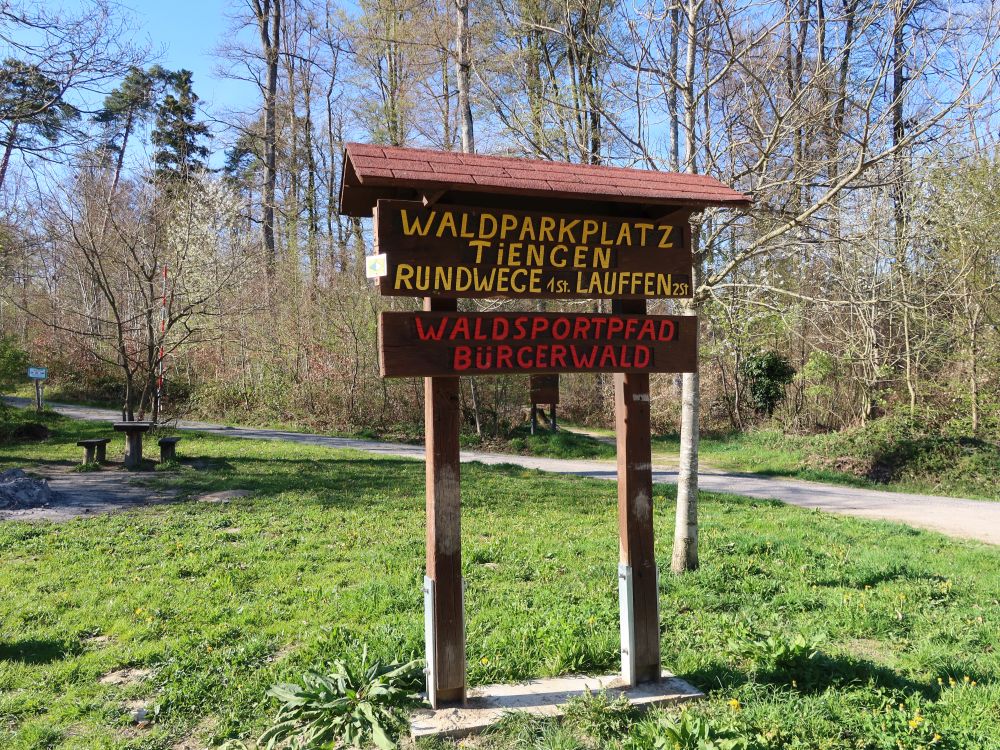 WALDPARKPLATZ
TiENGEN
RUNDWEGE 1St. LAUFFEN 2St
WALDSPORTPFAD
BÜRGERWALD